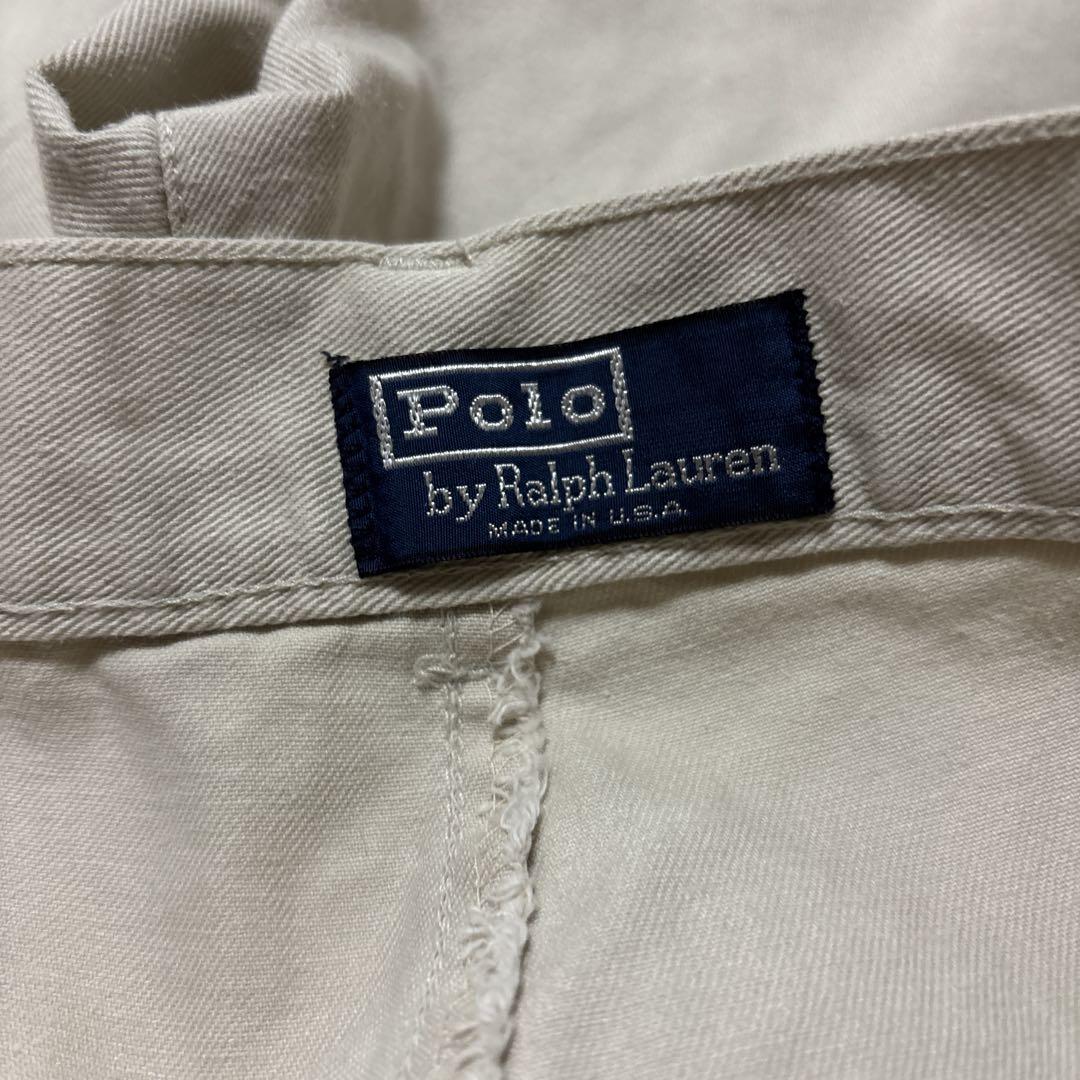 Polo
by Ralph Lauren
MADE IN U.S.A.